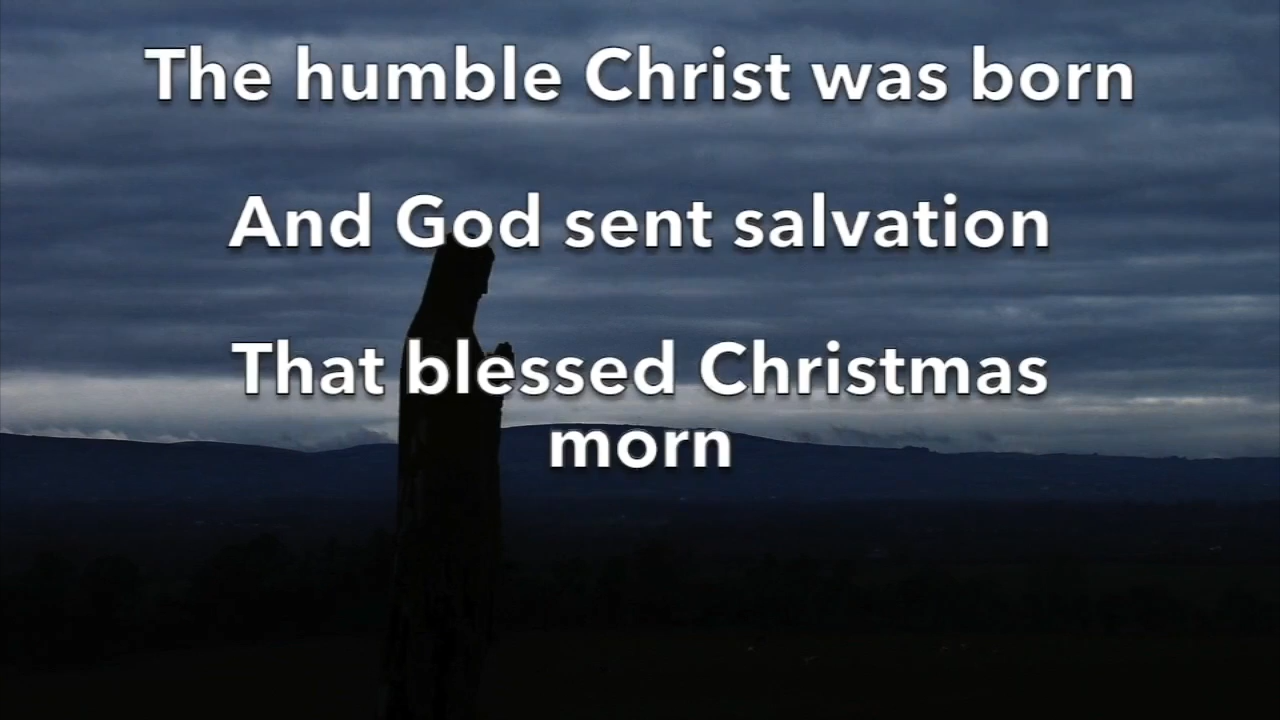 The humble Christ was born
And God sent salvation
That blessed Christmas
morn